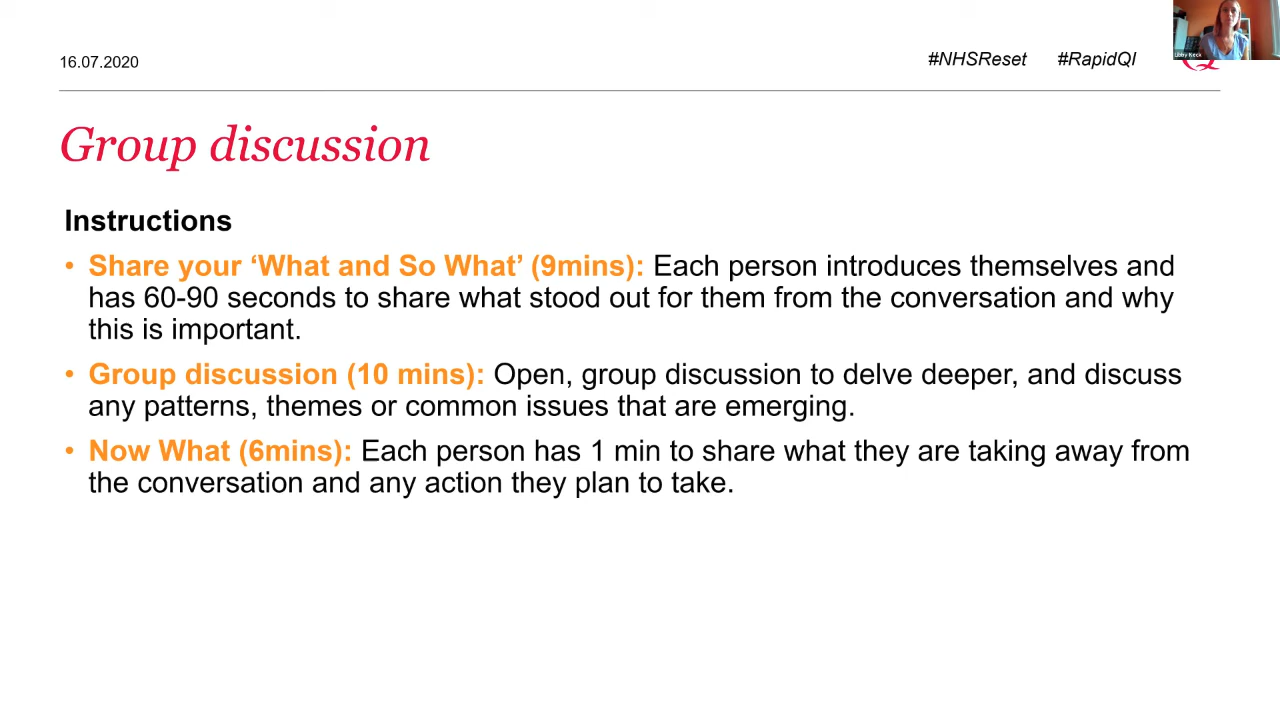 16.07.2020
#NHSReset #RapidQI
Libby Keck
Group discussion
Instructions
• Share your ‘What and So What’ (9mins): Each person introduces themselves and
has 60-90 seconds to share what stood out for them from the conversation and why
this is important.
• Group discussion (10 mins): Open, group discussion to delve deeper, and discuss
any patterns, themes or common issues that are emerging.
• Now What (6mins): Each person has 1 min to share what they are taking away from
the conversation and any action they plan to take.